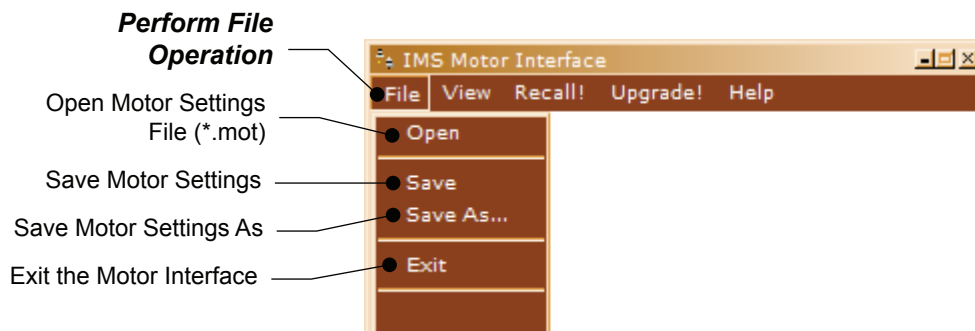 Perform File
Operation
Open Motor Settings
File (*.mot)
Save Motor Settings
Save Motor Settings As
Exit the Motor Interface
IMS Motor Interface
File View Recall! Upgrade! Help
Open
Save
Save As...
Exit